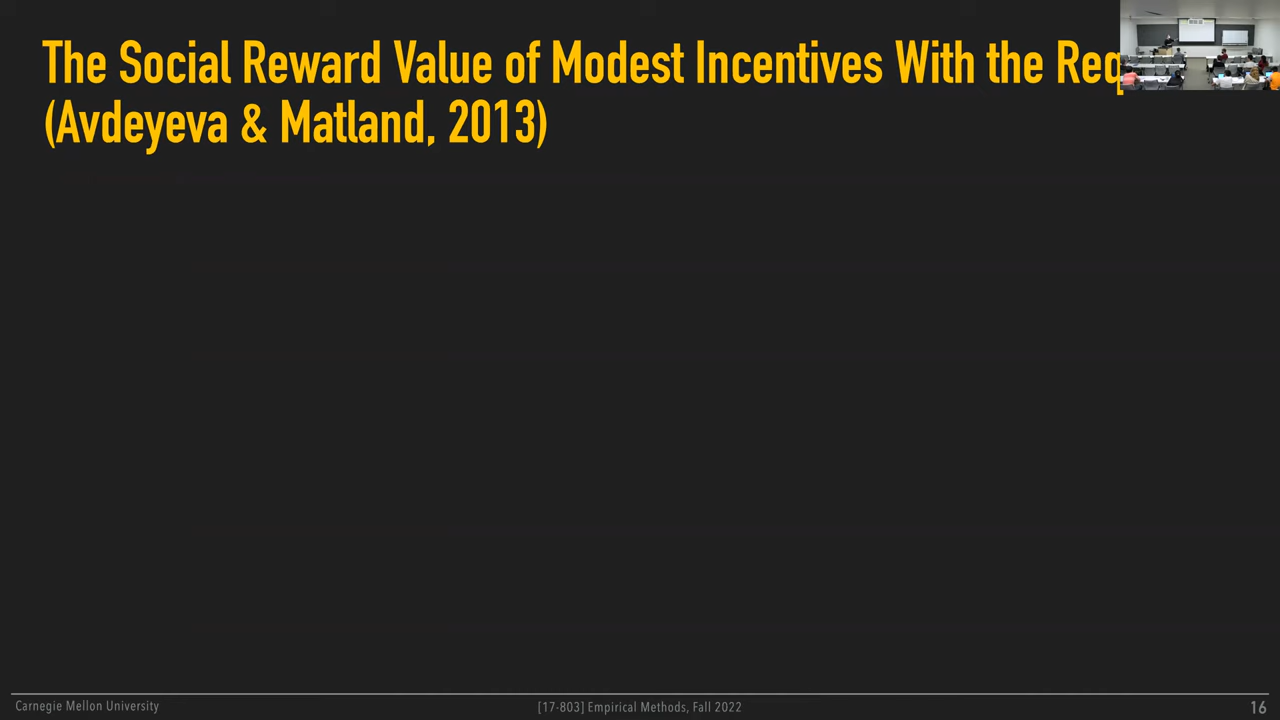 The Social Reward Value of Modest Incentives With the
(Avdeyeva & Matland, 2013)
Carnegie Mellon University
[17-803] Empirical Methods, Fall 2022
16